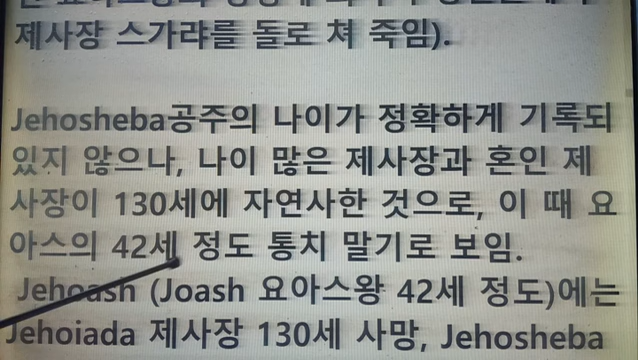 제사장 스가랴를 돌로 쳐 죽임).
Jehosheba공주의 나이가 정확하게 기록되
있지 않으나, 나이 많은 제사장과 혼인 제
사장이 130세에 자연사한 것으로, 이 때 요
아스의 42세 정도 통치 말기로 보임.
Jehoash (Joash 요아스왕 42세 정도)에는
Jehoiada 제사장 130세 사망, Jehosheba